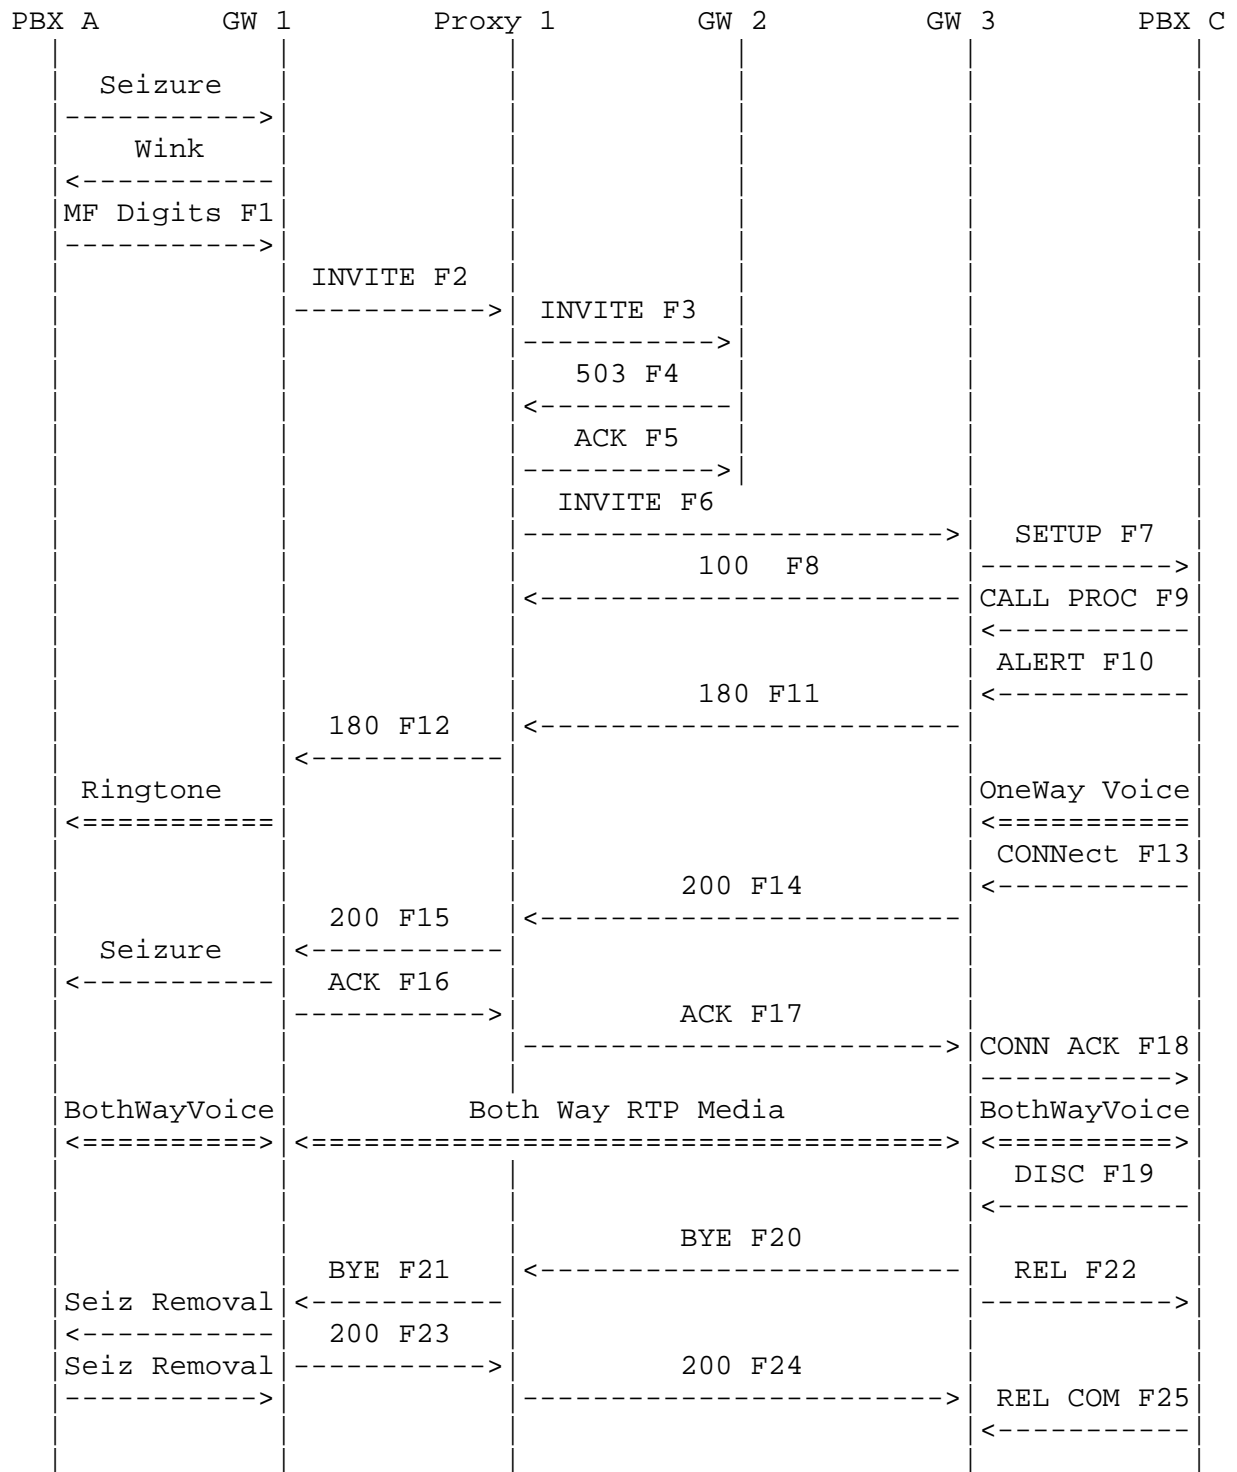 PBX A GW 1 Proxy 1 GW 2 GW 3 PBX C
Seizure
Wink
MF Digits F1
INVITE F2
INVITE F3
503 F4
ACK F5
INVITE F6
SETUP F7
100 F8
CALL PROC F9
ALERT F10
180 F11
180 F12
Ringtone OneWay Voice
CONNect F13
200 F14
200 F15
Seizure
ACK F16
ACK F17
CONN ACK F18
BothWayVoice Both Way RTP Media BothWayVoice
DISC F19
BYE F20
BYE F21 REL F22
Seiz Removal
200 F23
Seiz Removal 200 F24
REL COM F25